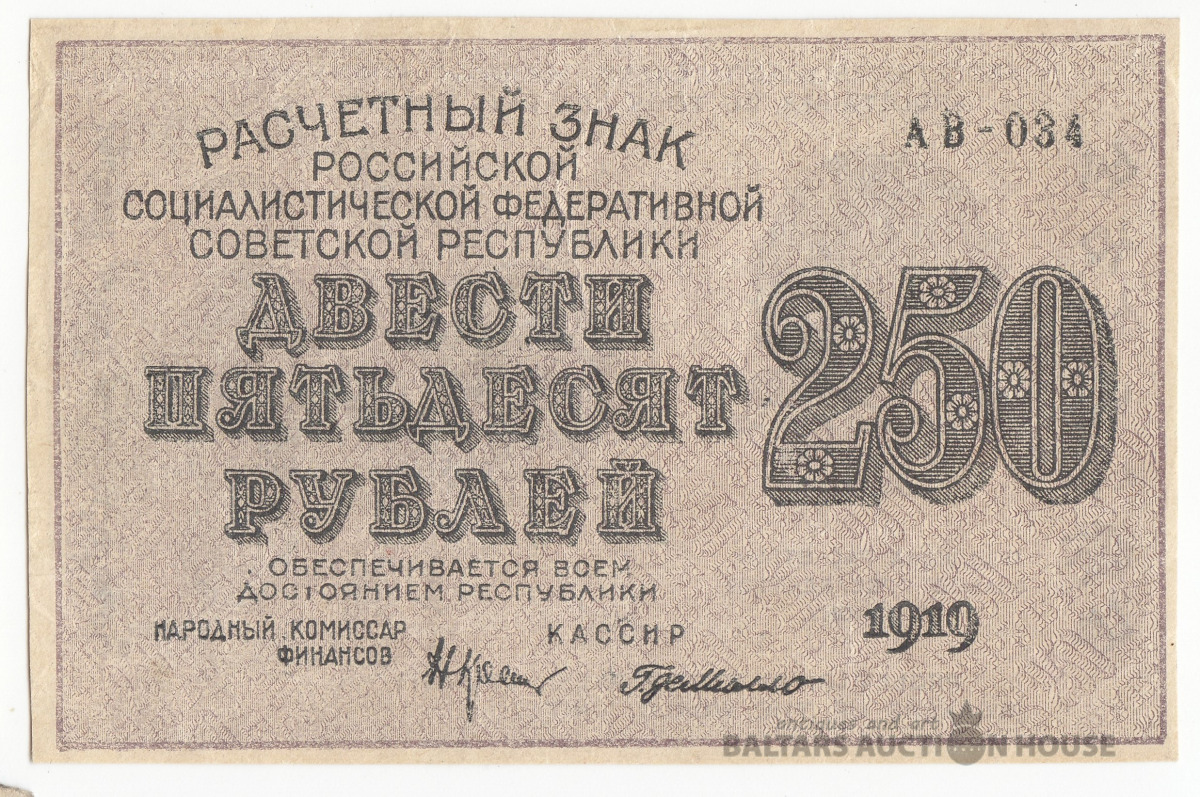 РАСЧЕТНЫЙ ЗНАК
РОССИЙСКОЙ
СОЦИАЛИСТИЧЕСКОЙ ФЕДЕРАТИВНОЙ
СОВЕТСКОЙ РЕСПУБЛИКИ
АВ-034
ДВЕСТИ
ПЯТЬДЕСЯТ
РУБЛЕЙ
250
ОБЕСПЕЧИВАЕТСЯ ВСЕМ
ДОСТОЯНИЕМ РЕСПУБЛИКИ
НАРОДНЫЙ КОМИССАР
ФИНАНСОВ
КАССИР
1919
antiques and art
BALTARS AUCTION HOUSE